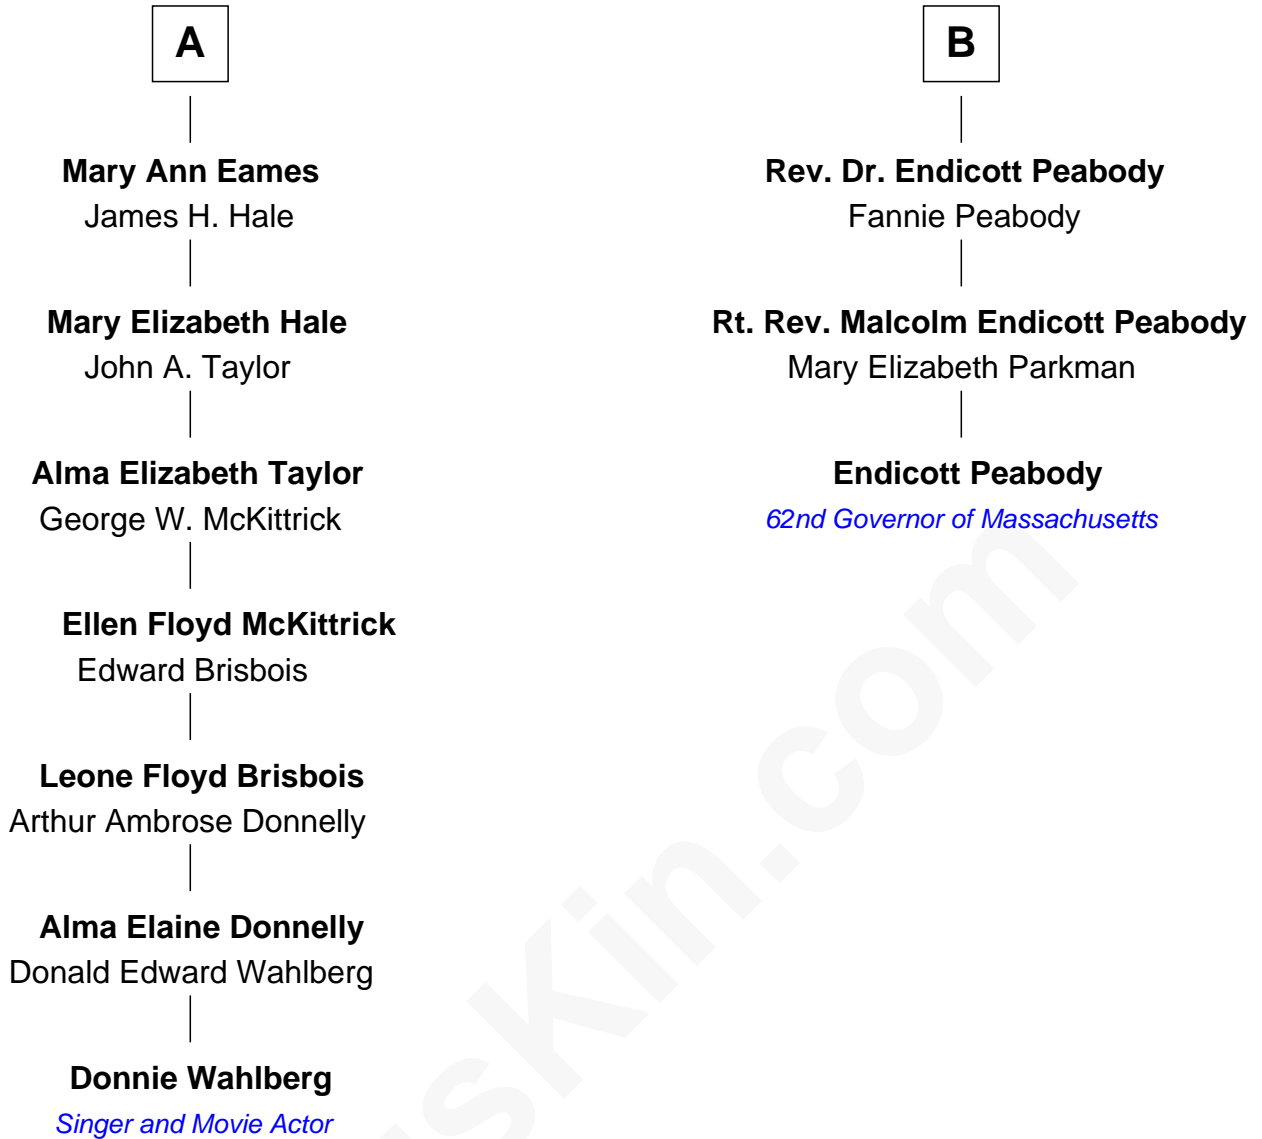 A
Mary Ann Eames
James H. Hale
Mary Elizabeth Hale
John A. Taylor
Alma Elizabeth Taylor
George W. McKittrick
Ellen Floyd McKittrick
Edward Brisbois
Leone Floyd Brisbois
Arthur Ambrose Donnelly
Alma Elaine Donnelly
Donald Edward Wahlberg
Donnie Wahlberg
Singer and Movie Actor
B
Rev. Dr. Endicott Peabody
Fannie Peabody
Rt. Rev. Malcolm Endicott Peabody
Mary Elizabeth Parkman
Endicott Peabody
62nd Governor of Massachusetts
sKin.com